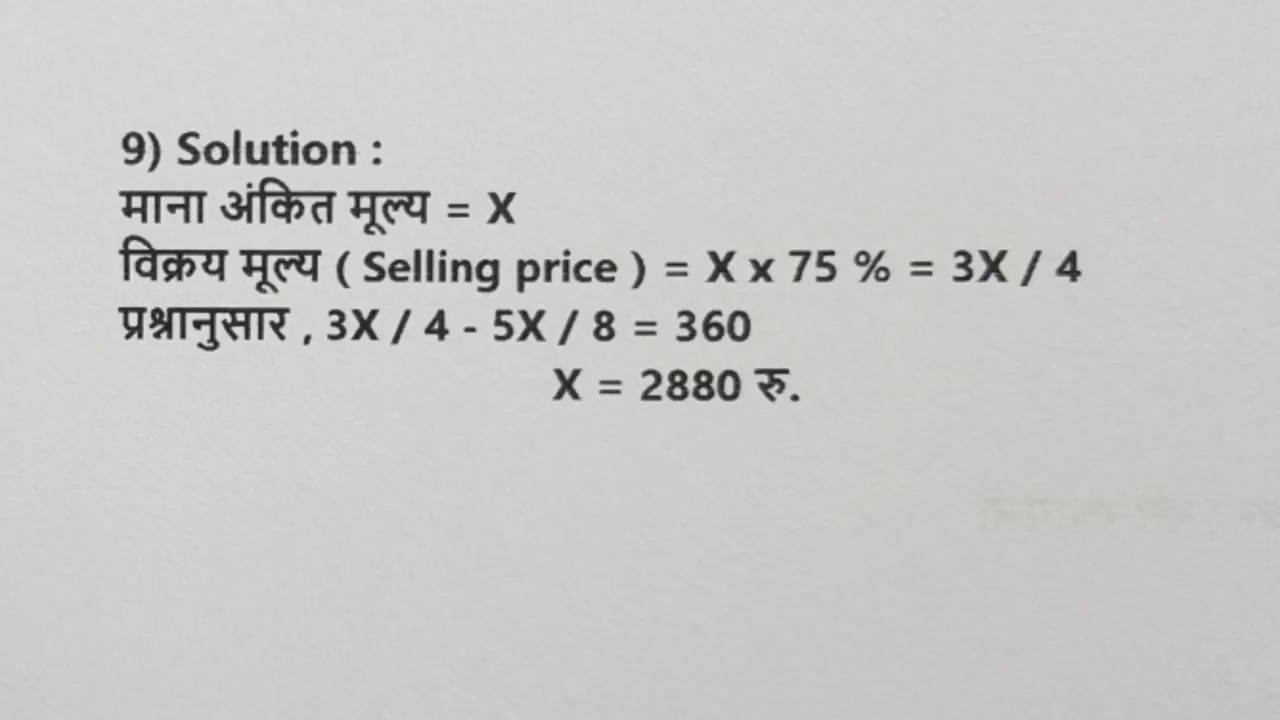 9) Solution :
माना अंकित मूल्य = X
विक्रय मूल्य ( Selling price ) = X x 75 % = 3X / 4
प्रश्नानुसार , 3X / 4 - 5X / 8 = 360
X = 2880 रु.